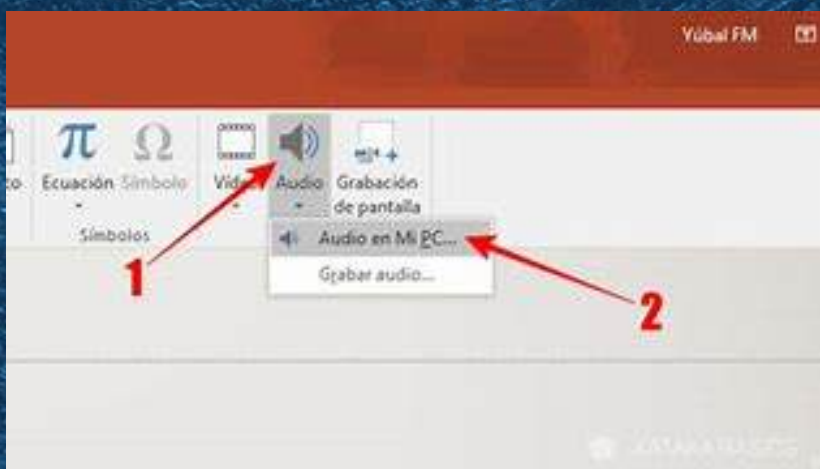 Yúbal FM
π Ω
Ecuación Símbolo Vídeo Audio Grabación
de pantalla
Símbolos
Audio en Mi PC...
Grabar audio...
1
2